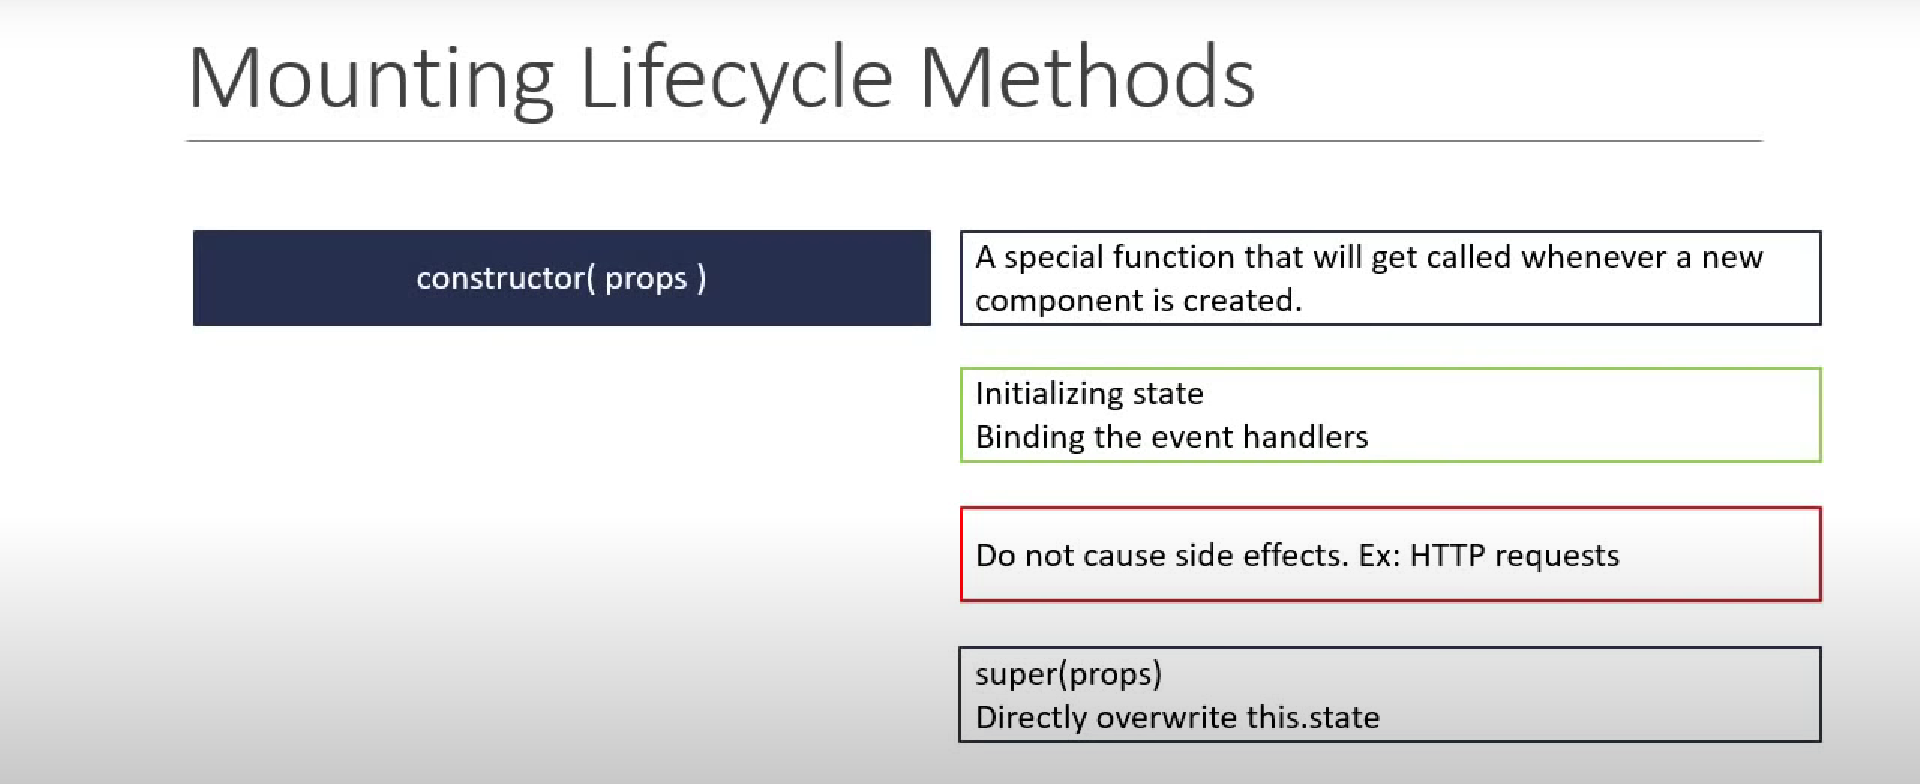 Mounting Lifecycle Methods
constructor( props )
A special function that will get called whenever a new
component is created.
Initializing state
Binding the event handlers
Do not cause side effects. Ex: HTTP requests
super(props)
Directly overwrite this.state